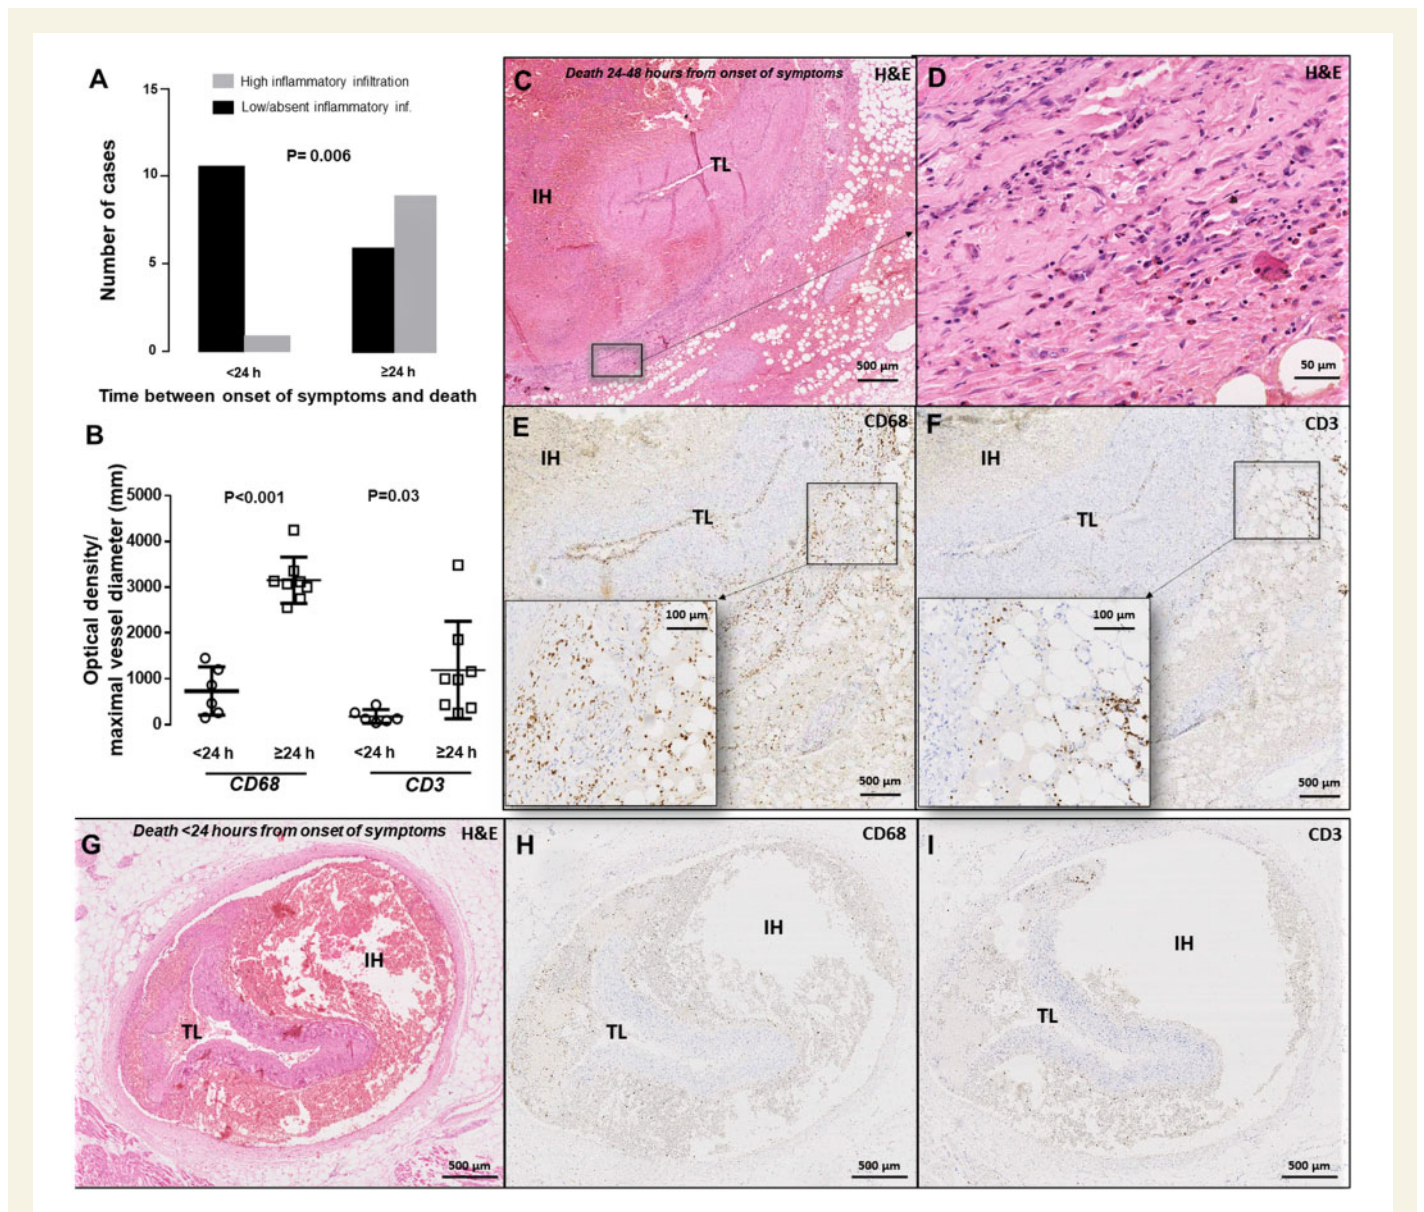 A
High inflammatory infiltration
Low/absent inflammatory inf.
15
10
5
0
P= 0.006
Number of cases
<24 h
≥24 h
Time between onset of symptoms and death
B
Optical density/
maximal vessel diameter (mm)
5000
4000
3000
2000
1000
0
P<0.001
P=0.03
<24 h
≥24 h
<24 h
≥24 h
CD68
CD3
C
Death 24-48 hours from onset of symptoms
H&E
TL
IH
500 µm
D
H&E
50 µm
E
CD68
IH
TL
100 µm
500 µm
F
CD3
IH
TL
100 µm
500 µm
G
Death <24 hours from onset of symptoms
H&E
IH
TL
500 µm
H
CD68
IH
TL
500 µm
I
CD3
IH
TL
500 µm